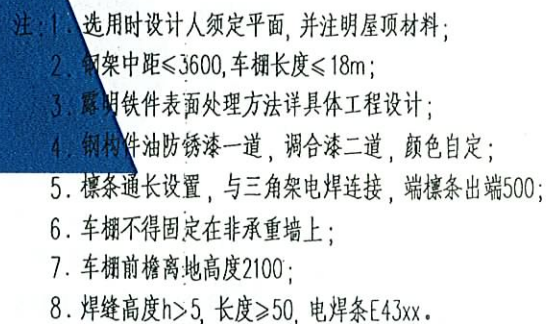 注:1. 选用时设计人须定平面, 并注明屋顶材料;
2. 钢架中距≤3600, 车棚长度≤18m;
3. 露明铁件表面处理方法详具体工程设计;
4. 钢构件油防锈漆一道, 调合漆二道, 颜色自定;
5. 檩条通长设置, 与三角架电焊连接, 端檩条出端500;
6. 车棚不得固定在非承重墙上;
7. 车棚前檐离地高度2100;
8. 焊缝高度h>5, 长度≥50, 电焊条E43xx.